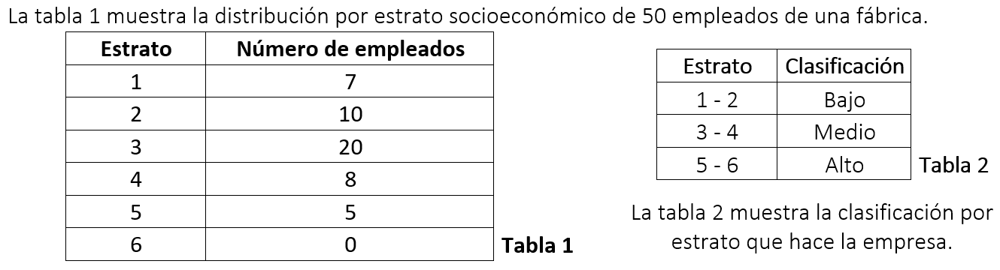 La tabla 1 muestra la distribución por estrato socioeconómico de 50 empleados de una fábrica.
Estrato Número de empleados
1 7
2 10
3 20
4 8
5 5
6 0
Tabla 1
Estrato Clasificación
1 - 2 Bajo
3 - 4 Medio
5 - 6 Alto
Tabla 2
La tabla 2 muestra la clasificación por
estrato que hace la empresa.